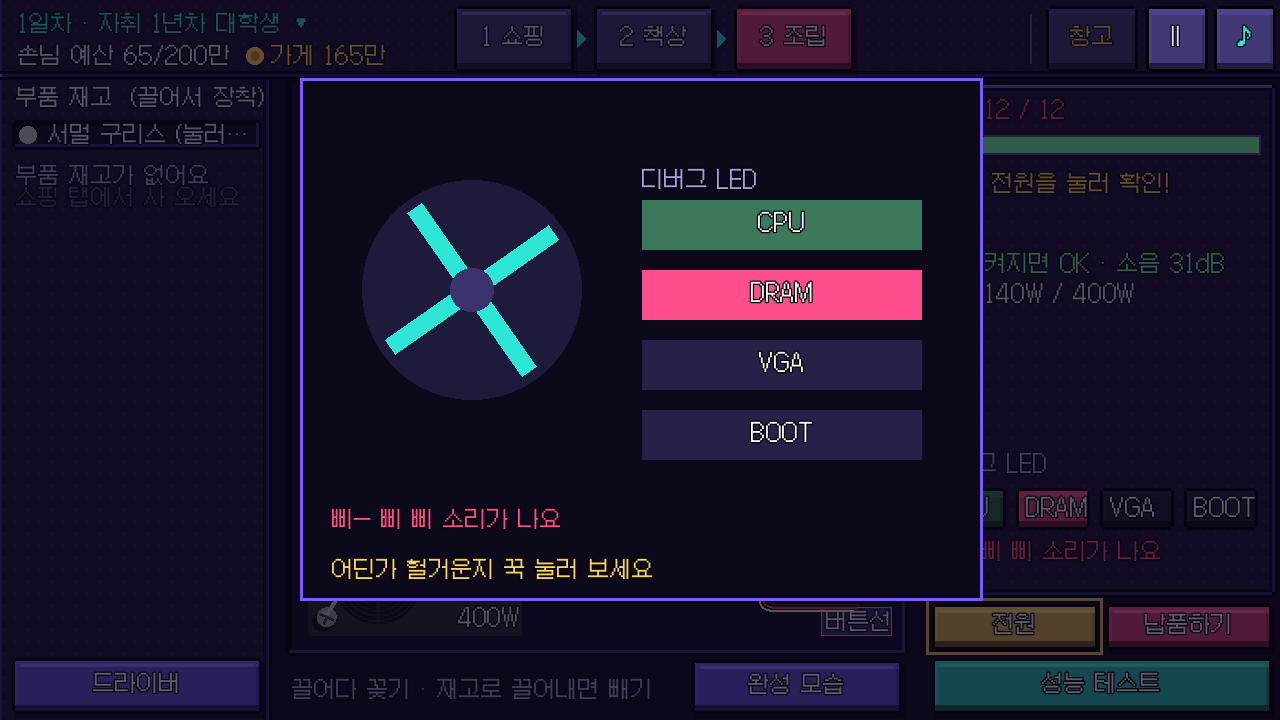 1일차 · 자취 1년차 대학생 ▼
손님 예산 65/200만 가게 165만
1 쇼핑
2 책상
3 조립
창고
부품 재고 (끌어서 장착)
서멀 구리스 (눌러…
부품 재고가 없어요
쇼핑 탭에서 사 오세요
12 / 12
전원을 눌러 확인!
켜지면 OK · 소음 31dB
140W / 400W
디버그 LED
CPU
DRAM
VGA
BOOT
삐— 삐 삐 소리가 나요
어딘가 헐거운지 꾹 눌러 보세요
그 LED
U
DRAM
VGA
BOOT
삐 삐 소리가 나요
400W
버튼선
전원
납품하기
드라이버
끌어다 꽂기 · 재고로 끌어내면 빼기
완성 모습
성능 테스트